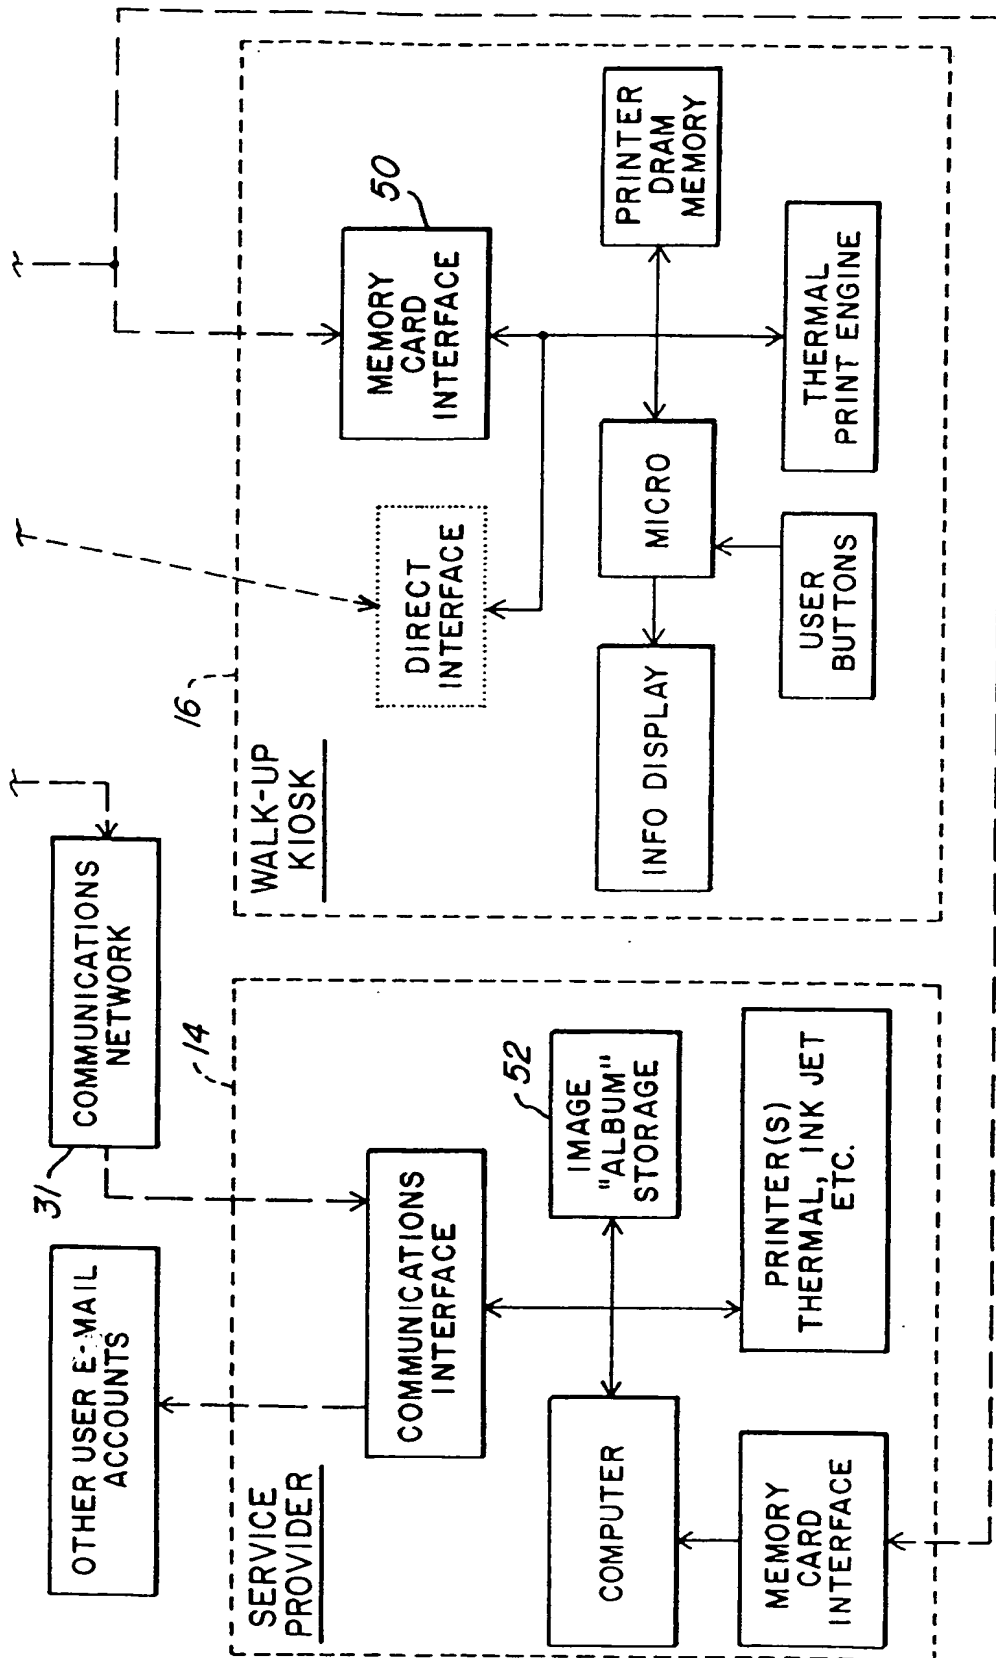 OTHER USER E-MAIL
ACCOUNTS
31
COMMUNICATIONS
NETWORK
SERVICE
PROVIDER
14
COMMUNICATIONS
INTERFACE
COMPUTER
52
IMAGE
"ALBUM"
STORAGE
MEMORY
CARD
INTERFACE
PRINTER(S)
THERMAL, INK JET
ETC.
WALK-UP
KIOSK
16
DIRECT
INTERFACE
50
MEMORY
CARD
INTERFACE
INFO DISPLAY
MICRO
PRINTER
DRAM
MEMORY
USER
BUTTONS
THERMAL
PRINT ENGINE